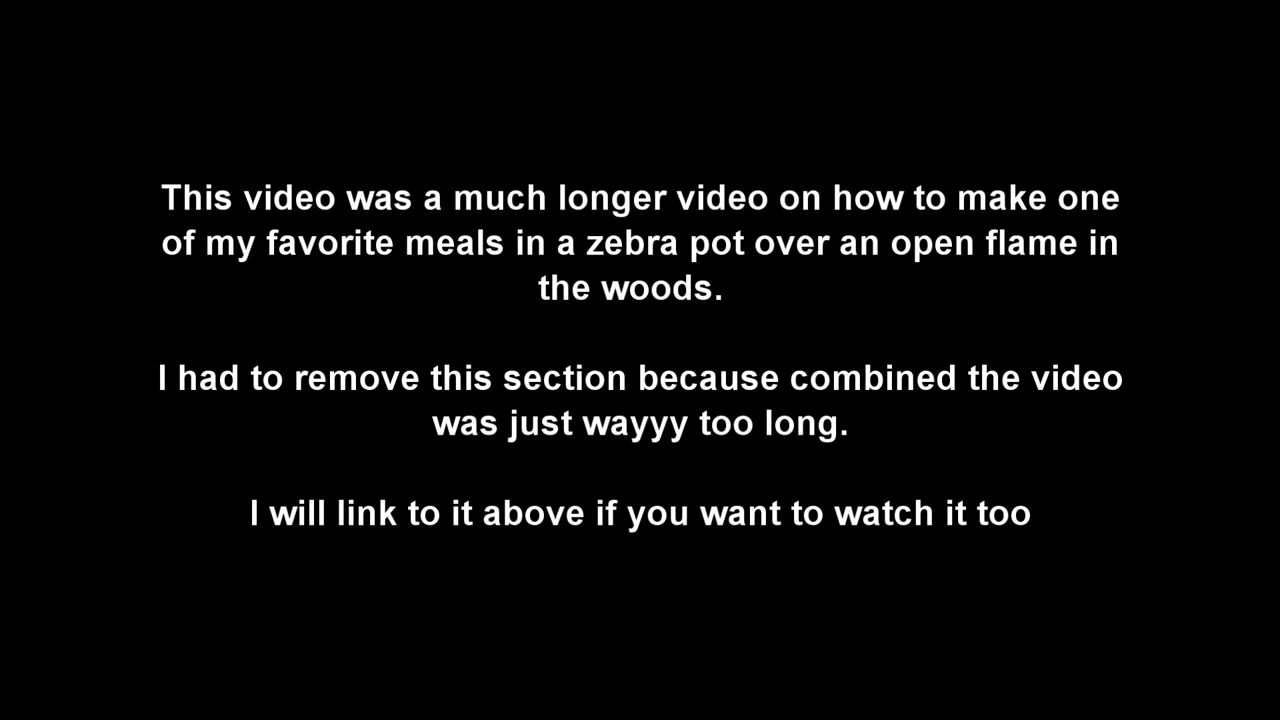 This video was a much longer video on how to make one
of my favorite meals in a zebra pot over an open flame in
the woods.
I had to remove this section because combined the video
was just wayyy too long.
I will link to it above if you want to watch it too